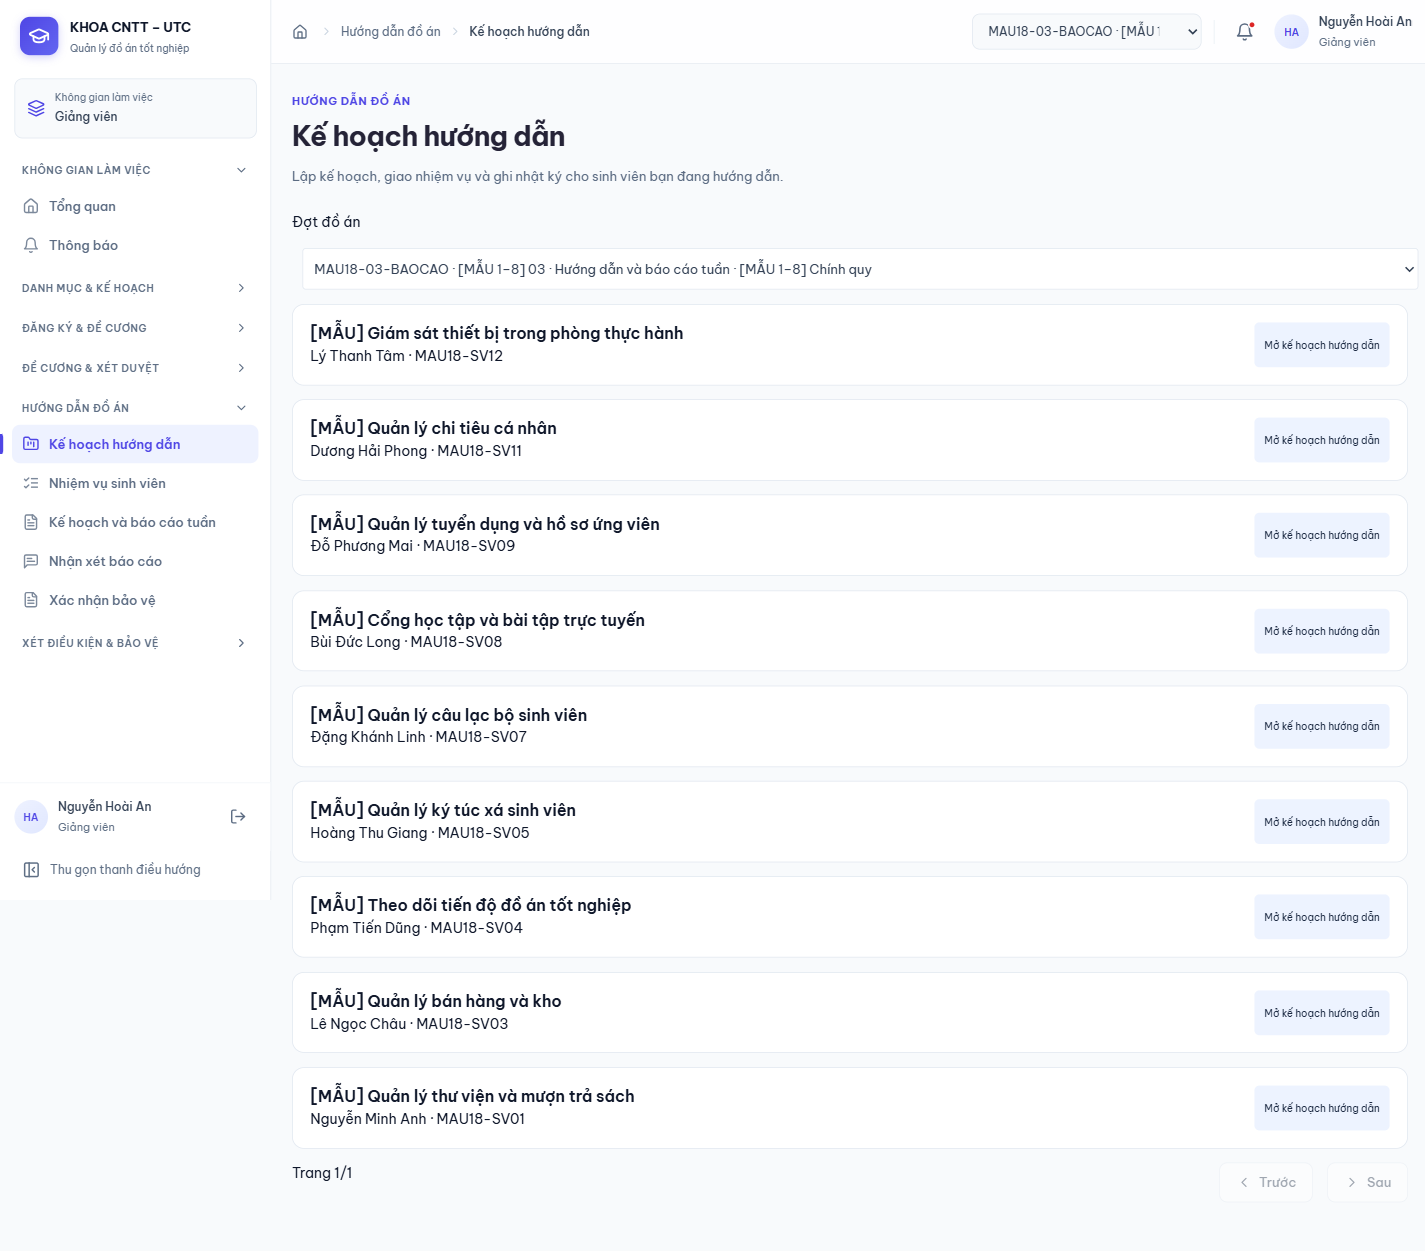 KHOA CNTT – UTC
Quản lý đồ án tốt nghiệp
Không gian làm việc
Giảng viên
KHÔNG GIAN LÀM VIỆC
Tổng quan
Thông báo
DANH MỤC & KẾ HOẠCH
ĐĂNG KÝ & ĐỀ CƯƠNG
ĐỀ CƯƠNG & XÉT DUYỆT
HƯỚNG DẪN ĐỒ ÁN
Kế hoạch hướng dẫn
Nhiệm vụ sinh viên
Kế hoạch và báo cáo tuần
Nhận xét báo cáo
Xác nhận bảo vệ
XÉT ĐIỀU KIỆN & BẢO VỆ
HA
Nguyễn Hoài An
Giảng viên
Thu gọn thanh điều hướng
Hướng dẫn đồ án
Kế hoạch hướng dẫn
MAU18-03-BAOCAO · [MẪU 1
HA
Nguyễn Hoài An
Giảng viên
HƯỚNG DẪN ĐỒ ÁN
Kế hoạch hướng dẫn
Lập kế hoạch, giao nhiệm vụ và ghi nhật ký cho sinh viên bạn đang hướng dẫn.
Đợt đồ án
MAU18-03-BAOCAO · [MẪU 1–8] 03 · Hướng dẫn và báo cáo tuần · [MẪU 1–8] Chính quy
[MẪU] Giám sát thiết bị trong phòng thực hành
Lý Thanh Tâm · MAU18-SV12
Mở kế hoạch hướng dẫn
[MẪU] Quản lý chi tiêu cá nhân
Dương Hải Phong · MAU18-SV11
Mở kế hoạch hướng dẫn
[MẪU] Quản lý tuyển dụng và hồ sơ ứng viên
Đỗ Phương Mai · MAU18-SV09
Mở kế hoạch hướng dẫn
[MẪU] Cổng học tập và bài tập trực tuyến
Bùi Đức Long · MAU18-SV08
Mở kế hoạch hướng dẫn
[MẪU] Quản lý câu lạc bộ sinh viên
Đặng Khánh Linh · MAU18-SV07
Mở kế hoạch hướng dẫn
[MẪU] Quản lý ký túc xá sinh viên
Hoàng Thu Giang · MAU18-SV05
Mở kế hoạch hướng dẫn
[MẪU] Theo dõi tiến độ đồ án tốt nghiệp
Phạm Tiến Dũng · MAU18-SV04
Mở kế hoạch hướng dẫn
[MẪU] Quản lý bán hàng và kho
Lê Ngọc Châu · MAU18-SV03
Mở kế hoạch hướng dẫn
[MẪU] Quản lý thư viện và mượn trả sách
Nguyễn Minh Anh · MAU18-SV01
Mở kế hoạch hướng dẫn
Trang 1/1
Trước
Sau